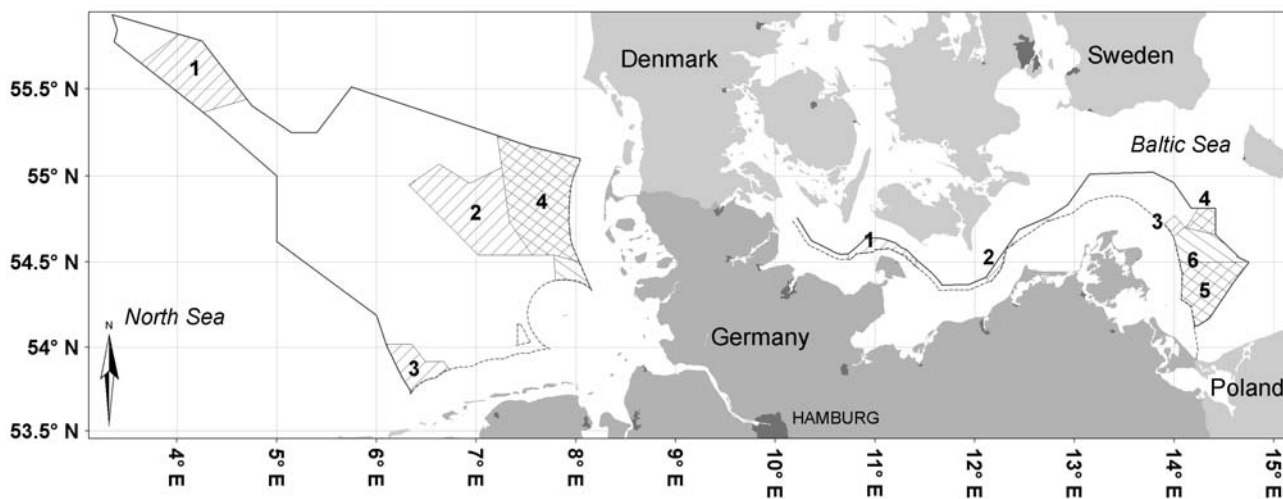 Denmark
Sweden
1
55.5° N
Baltic Sea
55° N
2
4
4
3
1
2
6
54.5° N
5
North Sea
N
Germany
54° N
3
Poland
HAMBURG
53.5° N
4° E
5° E
6° E
7° E
8° E
9° E
10° E
11° E
12° E
13° E
14° E
15° E